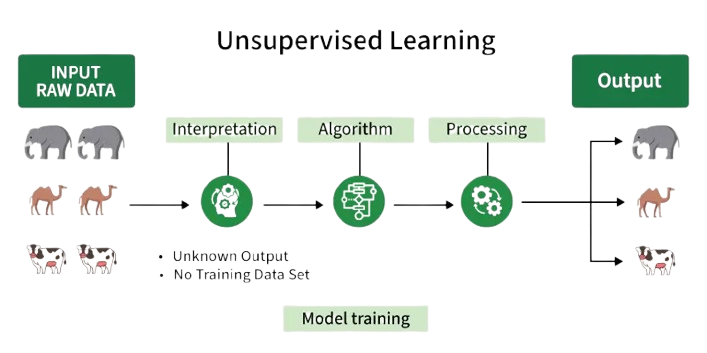 Unsupervised Learning
INPUT
RAW DATA
Output
Interpretation
Algorithm
Processing
• Unknown Output
• No Training Data Set
Model training